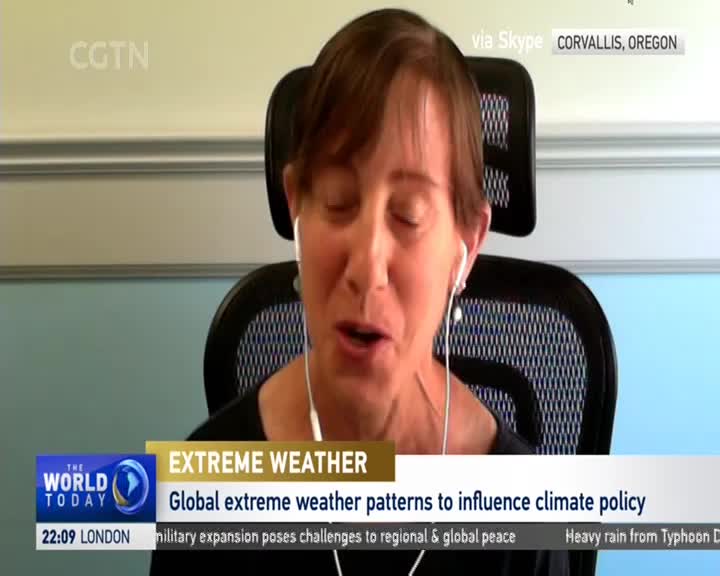 CGTN
via Skype
CORVALLIS, OREGON
EXTREME WEATHER
THE
WORLD
TODAY
Global extreme weather patterns to influence climate policy
22:09 LONDON
military expansion poses challenges to regional & global peace
Heavy rain from Typhoon D